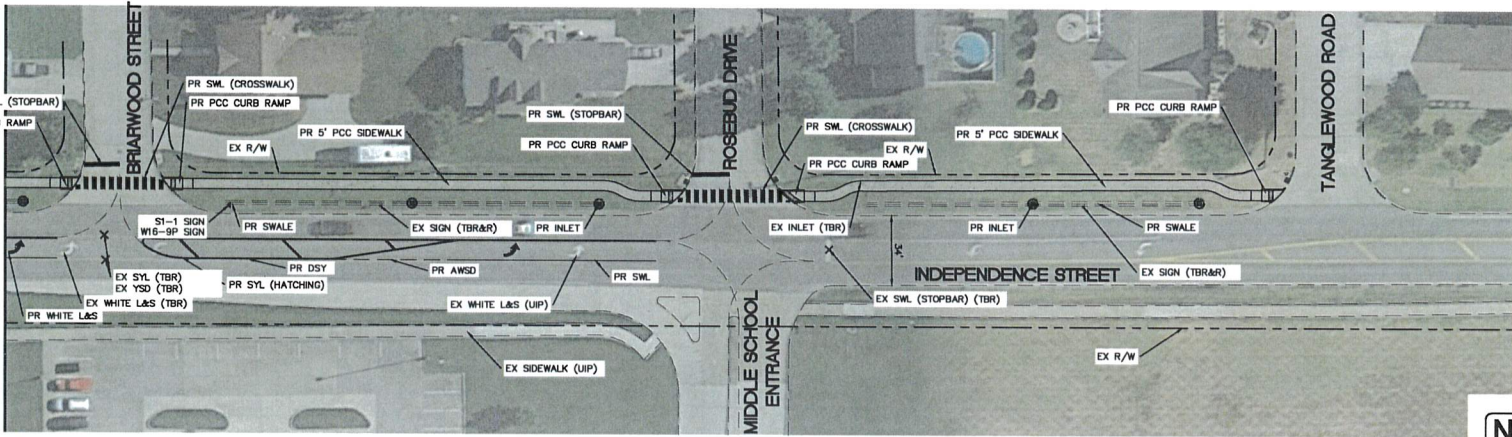 BRIARWOOD STREET
ROSEBUD DRIVE
TANGLEWOOD ROAD
PR SWL (CROSSWALK)
PR PCC CURB RAMP
(STOPBAR)
RAMP
PR 5' PCC SIDEWALK
EX R/W
PR SWL (STOPBAR)
PR PCC CURB RAMP
PR SWL (CROSSWALK)
EX R/W
PR PCC CURB RAMP
PR 5' PCC SIDEWALK
PR PCC CURB RAMP
S1-1 SIGN
W16-9P SIGN
PR SWALE
EX SIGN (TBR&R)
PR INLET
EX INLET (TBR)
PR INLET
PR SWALE
34'
INDEPENDENCE STREET
EX SIGN (TBR&R)
EX SYL (TBR)
EX YSD (TBR)
PR SYL (HATCHING)
PR DSY
PR AWSD
PR SWL
EX WHITE L&S (TBR)
EX WHITE L&S (UIP)
EX SWL (STOPBAR) (TBR)
PR WHITE L&S
MIDDLE SCHOOL
ENTRANCE
EX R/W
EX SIDEWALK (UIP)
N